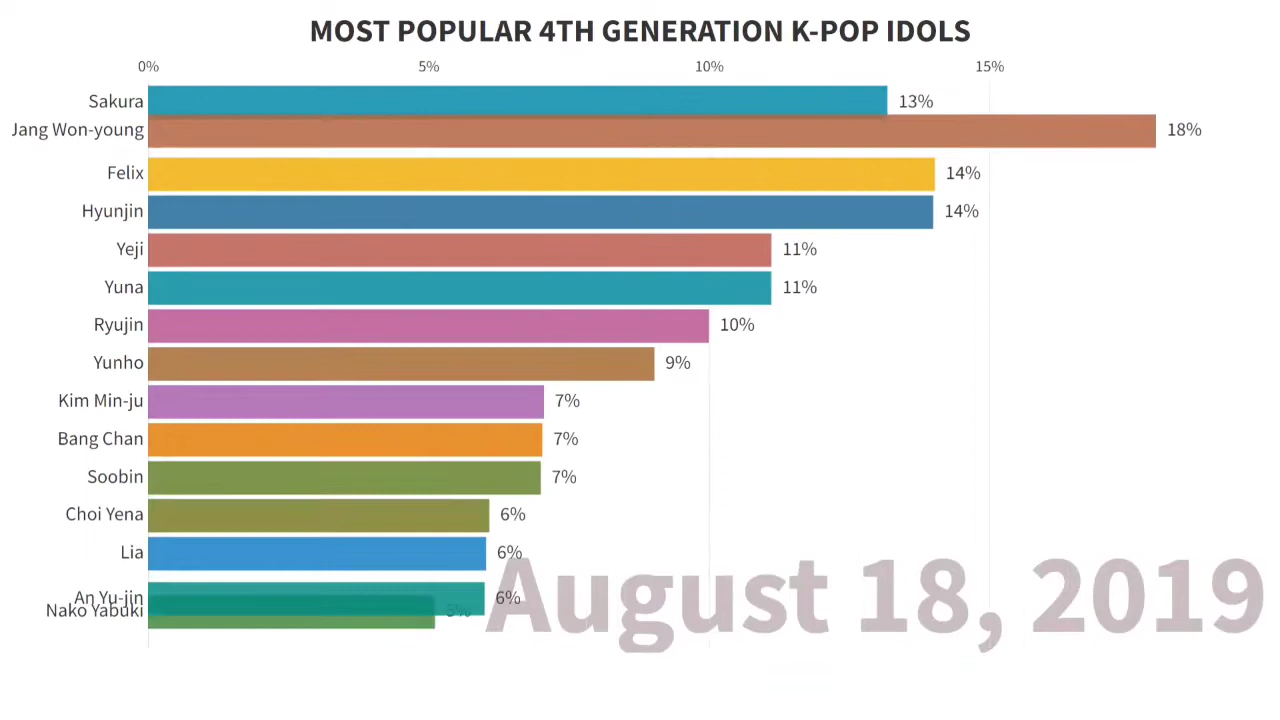 MOST POPULAR 4TH GENERATION K-POP IDOLS
0% 5% 10% 15%
Sakura 13%
Jang Won-young 18%
Felix 14%
Hyunjin 14%
Yeji 11%
Yuna 11%
Ryujin 10%
Yunho 9%
Kim Min-ju 7%
Bang Chan 7%
Soobin 7%
Choi Yena 6%
Lia 6%
An Yu-jin 6%
Nako Yabuki 5%
August 18, 2019